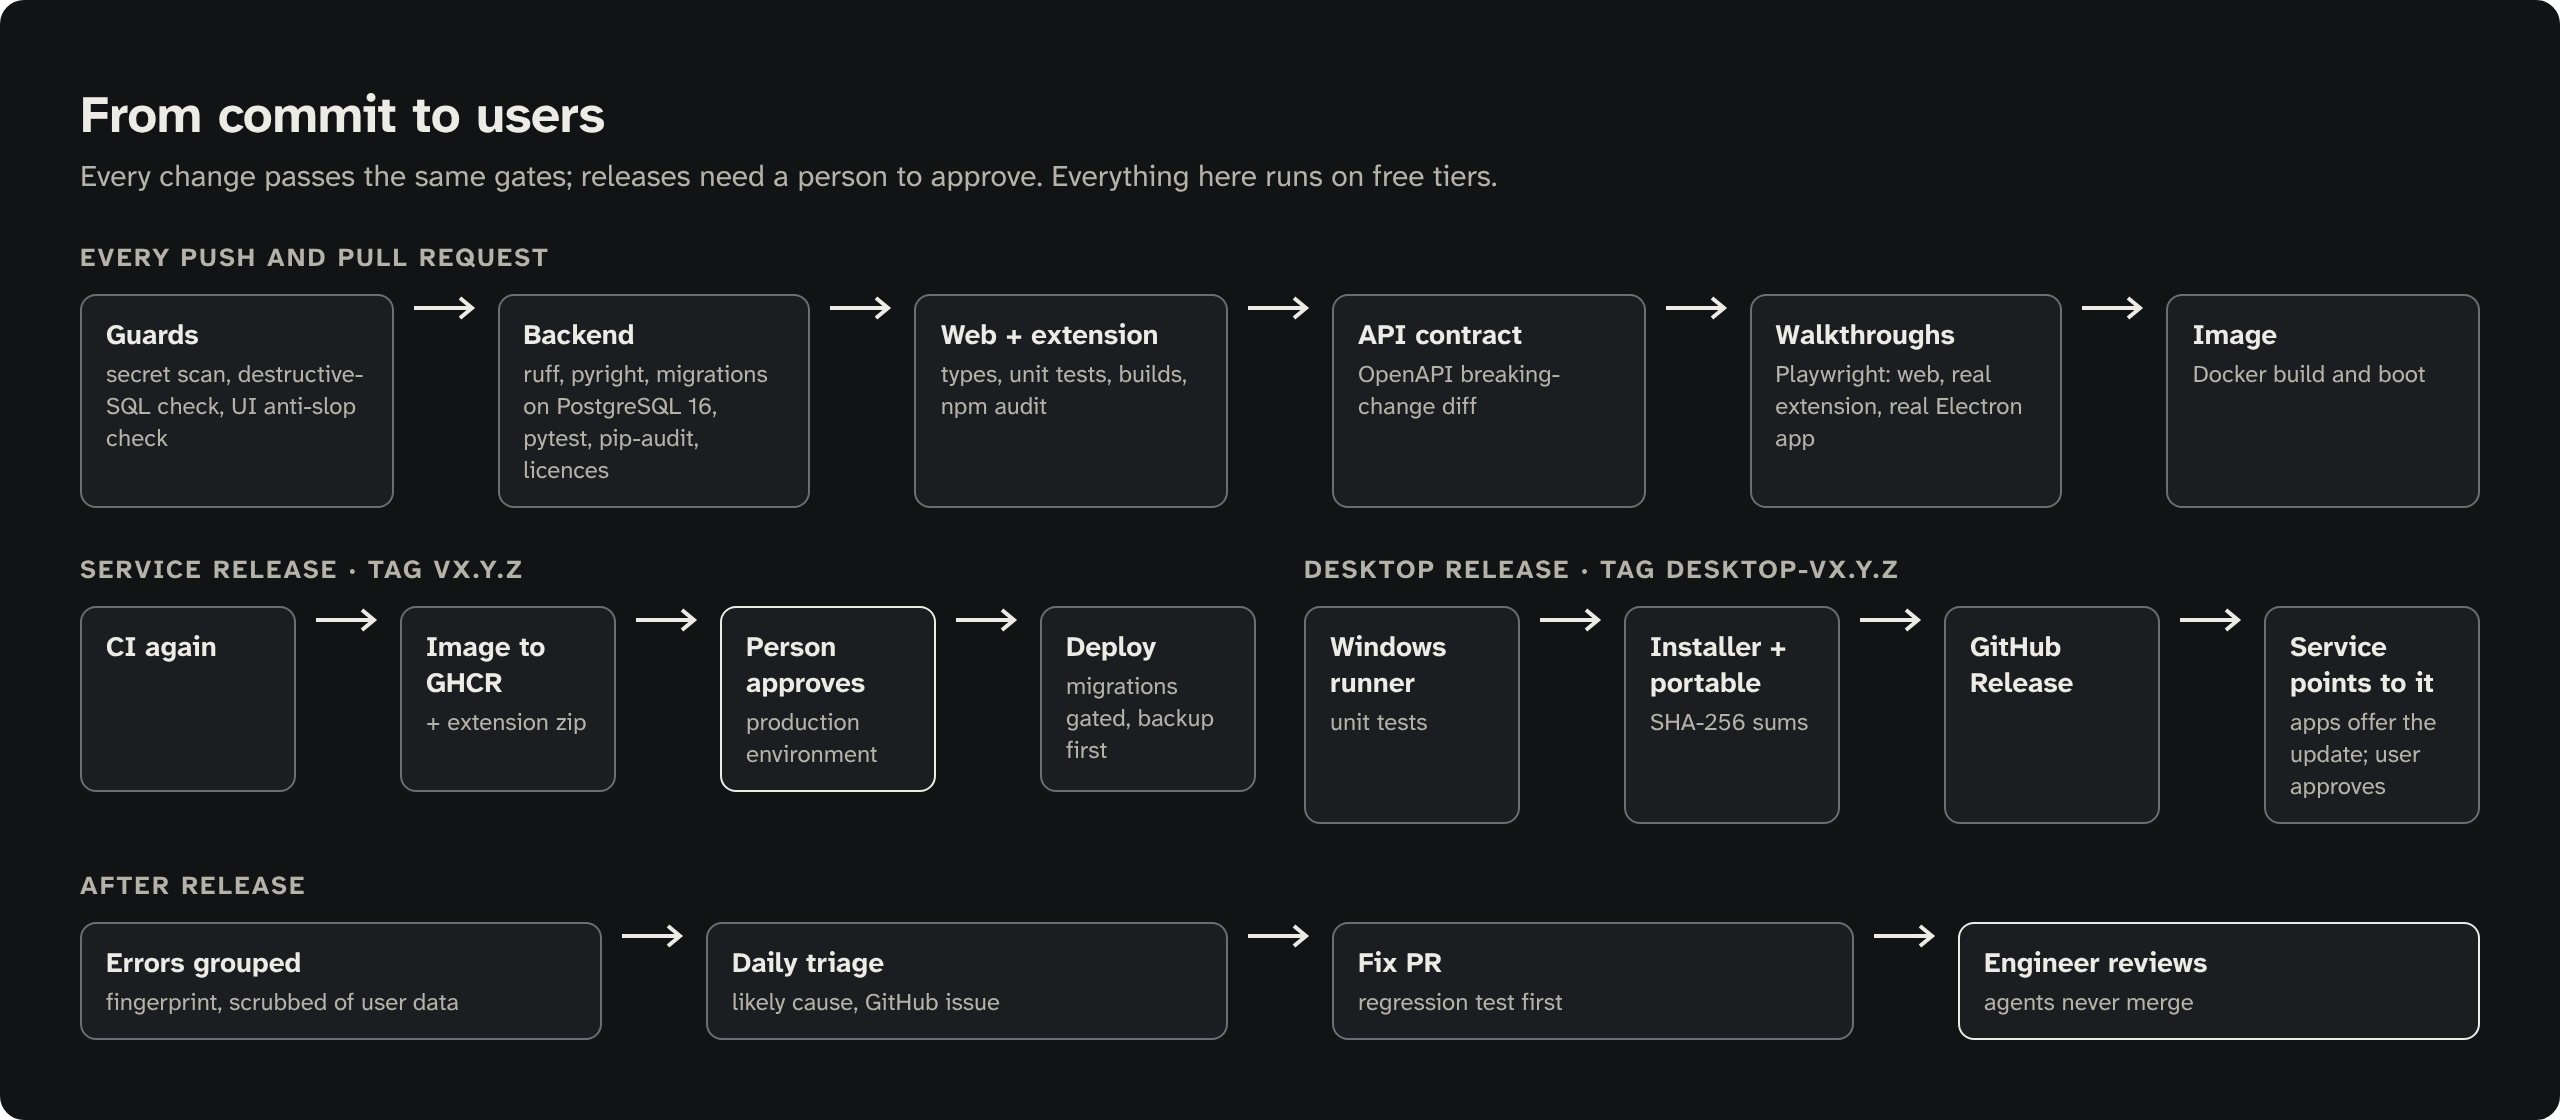 From commit to users
Every change passes the same gates; releases need a person to approve. Everything here runs on free tiers.
EVERY PUSH AND PULL REQUEST
Guards
secret scan, destructive-
SQL check, UI anti-slop
check
Backend
ruff, pyright, migrations
on PostgreSQL 16,
pytest, pip-audit,
licences
Web + extension
types, unit tests, builds,
npm audit
API contract
OpenAPI breaking-
change diff
Walkthroughs
Playwright: web, real
extension, real Electron
app
Image
Docker build and boot
SERVICE RELEASE · TAG VX.Y.Z
CI again
Image to
GHCR
+ extension zip
Person
approves
production
environment
Deploy
migrations
gated, backup
first
DESKTOP RELEASE · TAG DESKTOP-VX.Y.Z
Windows
runner
unit tests
Installer +
portable
SHA-256 sums
GitHub
Release
Service
points to it
apps offer the
update; user
approves
AFTER RELEASE
Errors grouped
fingerprint, scrubbed of user data
Daily triage
likely cause, GitHub issue
Fix PR
regression test first
Engineer reviews
agents never merge